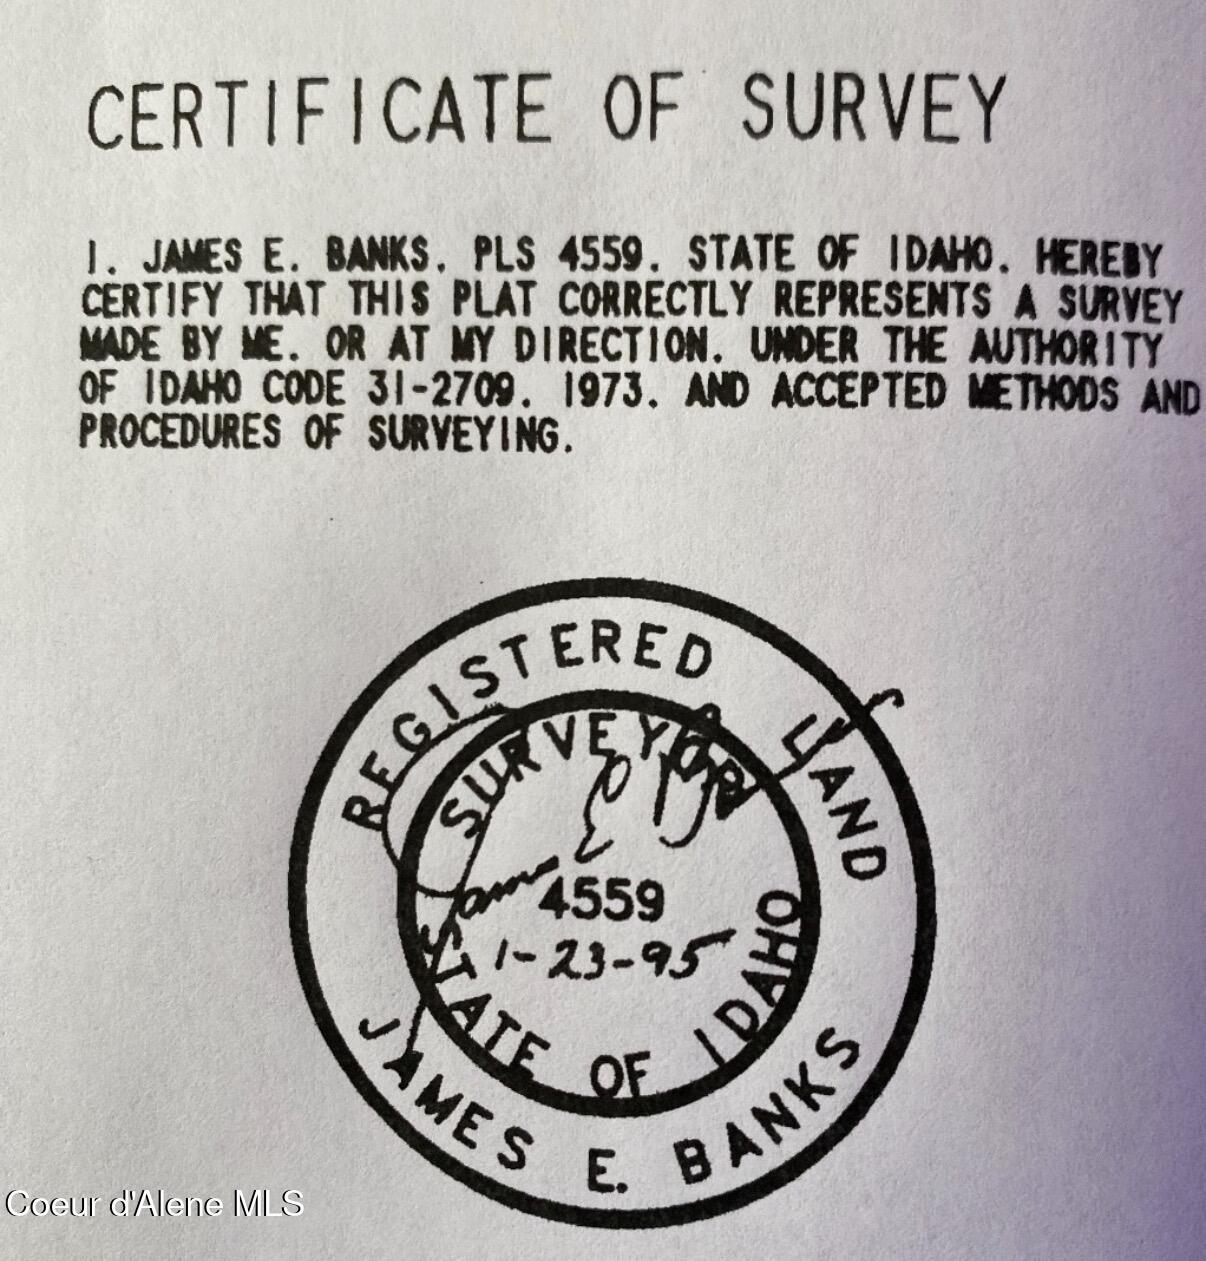 CERTIFICATE OF SURVEY
I. JAMES E. BANKS. PLS 4559. STATE OF IDAHO. HEREBY
CERTIFY THAT THIS PLAT CORRECTLY REPRESENTS A SURVEY
MADE BY ME. OR AT MY DIRECTION. UNDER THE AUTHORITY
OF IDAHO CODE 31-2709. 1973. AND ACCEPTED METHODS AND
PROCEDURES OF SURVEYING.
REGISTERED LAND
SURVEYOR
James E
4559
1-23-95
STATE OF IDAHO
JAMES E. BANKS
Coeur d'Alene MLS